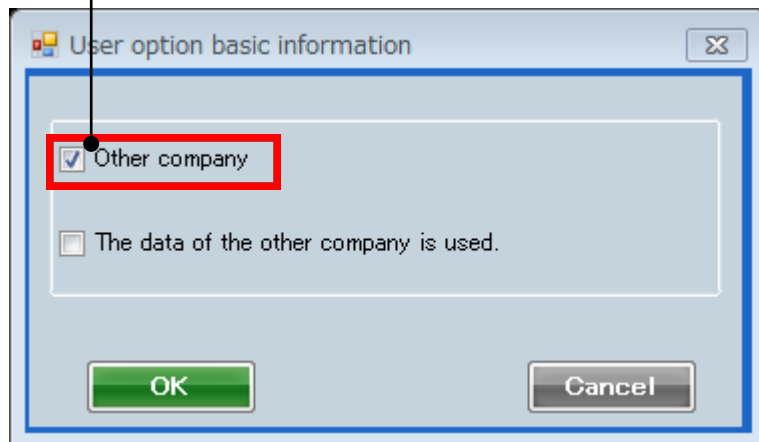 User option basic information
Other company
The data of the other company is used.
OK
Cancel